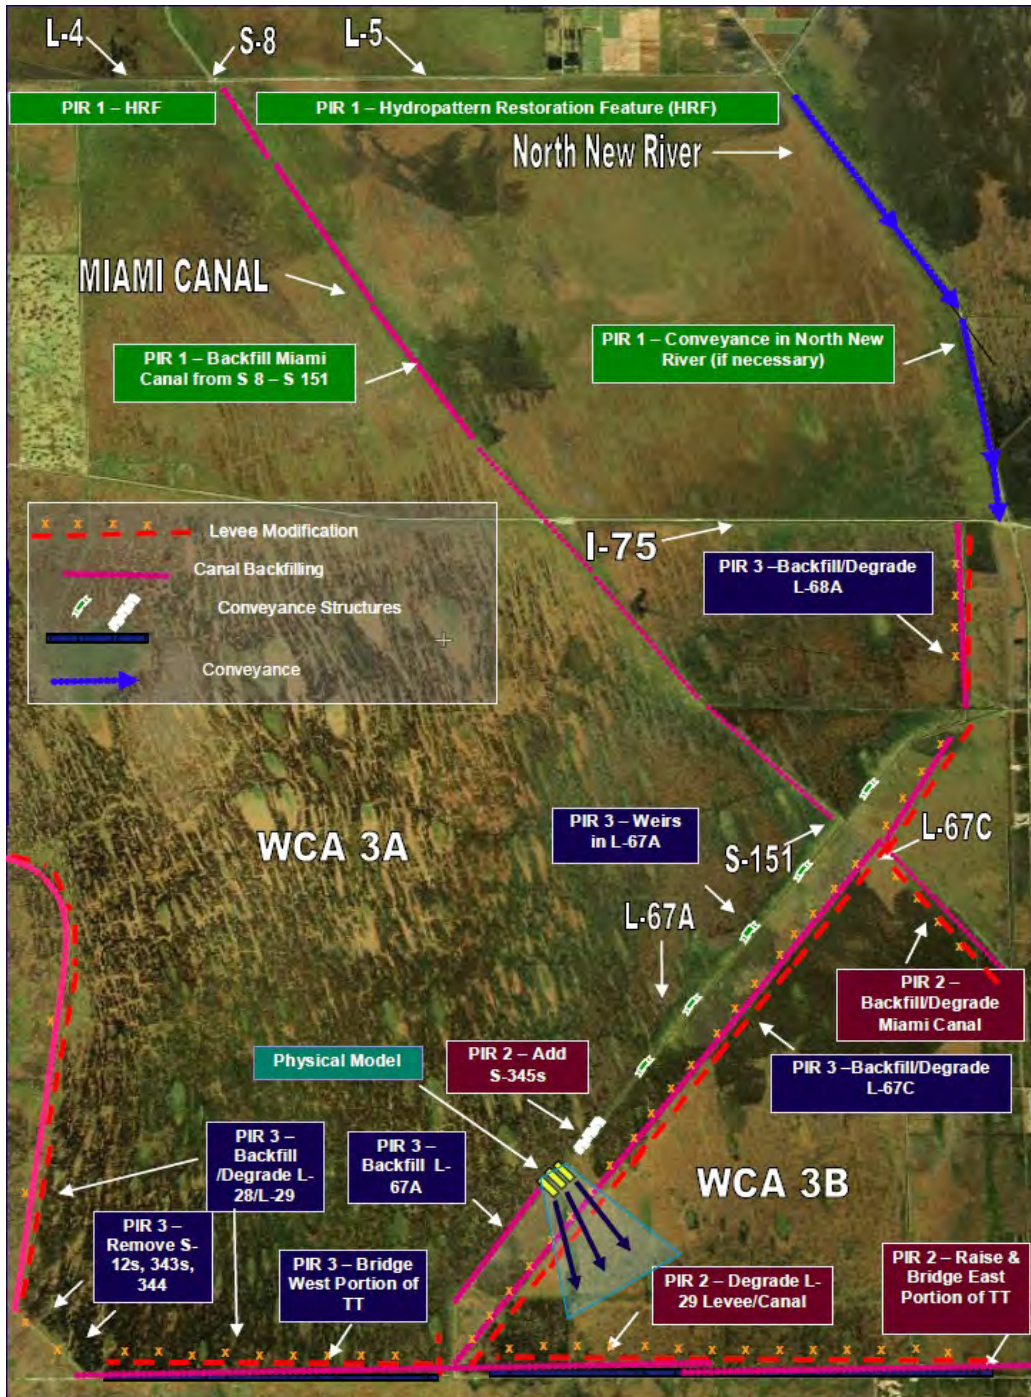 L-4
S-8
L-5
PIR 1 – HRF
PIR 1 – Hydropattern Restoration Feature (HRF)
North New River
MIAMI CANAL
PIR 1 – Backfill Miami
Canal from S 8 – S 151
PIR 1 – Conveyance in North New
River (if necessary)
Levee Modification
Canal Backfilling
Conveyance Structures
Conveyance
I-75
PIR 3 –Backfill/Degrade
L-68A
WCA 3A
PIR 3 – Weirs
in L-67A
S-151
L-67C
L-67A
PIR 2 –
Backfill/Degrade
Miami Canal
Physical Model
PIR 2 – Add
S-345s
PIR 3 –Backfill/Degrade
L-67C
PIR 3 –
Backfill
/Degrade L-
28/L-29
PIR 3 –
Backfill L-
67A
WCA 3B
PIR 3 –
Remove S-
12s, 343s,
344
PIR 3 – Bridge
West Portion of
TT
PIR 2 – Degrade L-
29 Levee/Canal
PIR 2 – Raise
& Bridge East
Portion of TT